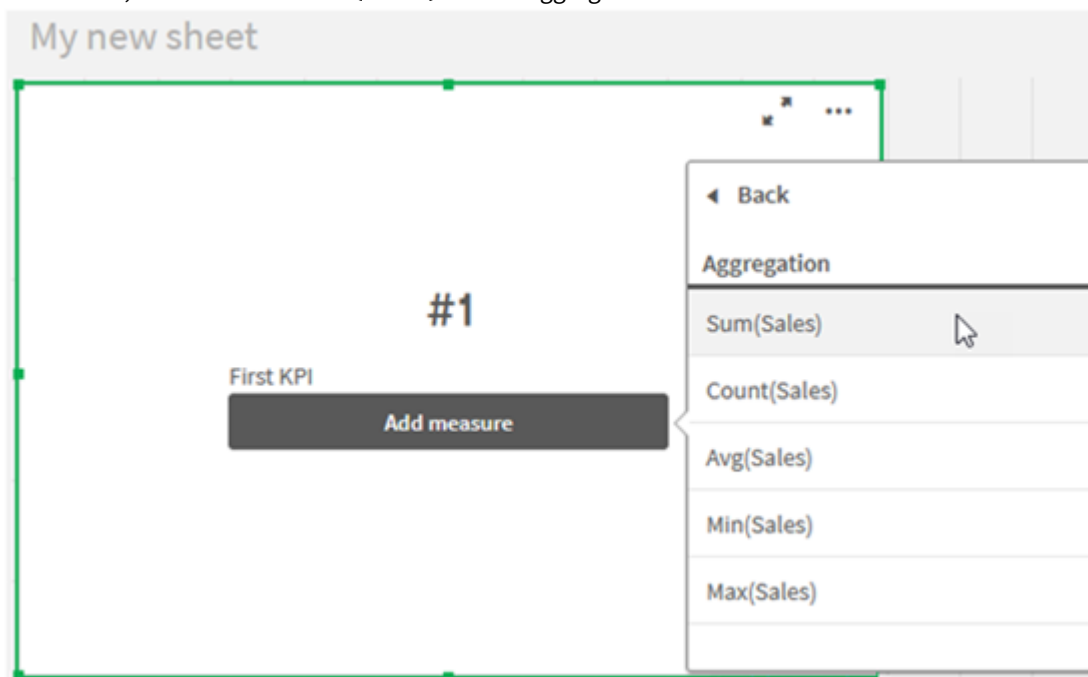 My new sheet
Back
Aggregation
#1
Sum(Sales)
First KPI
Count(Sales)
Add measure
Avg(Sales)
Min(Sales)
Max(Sales)